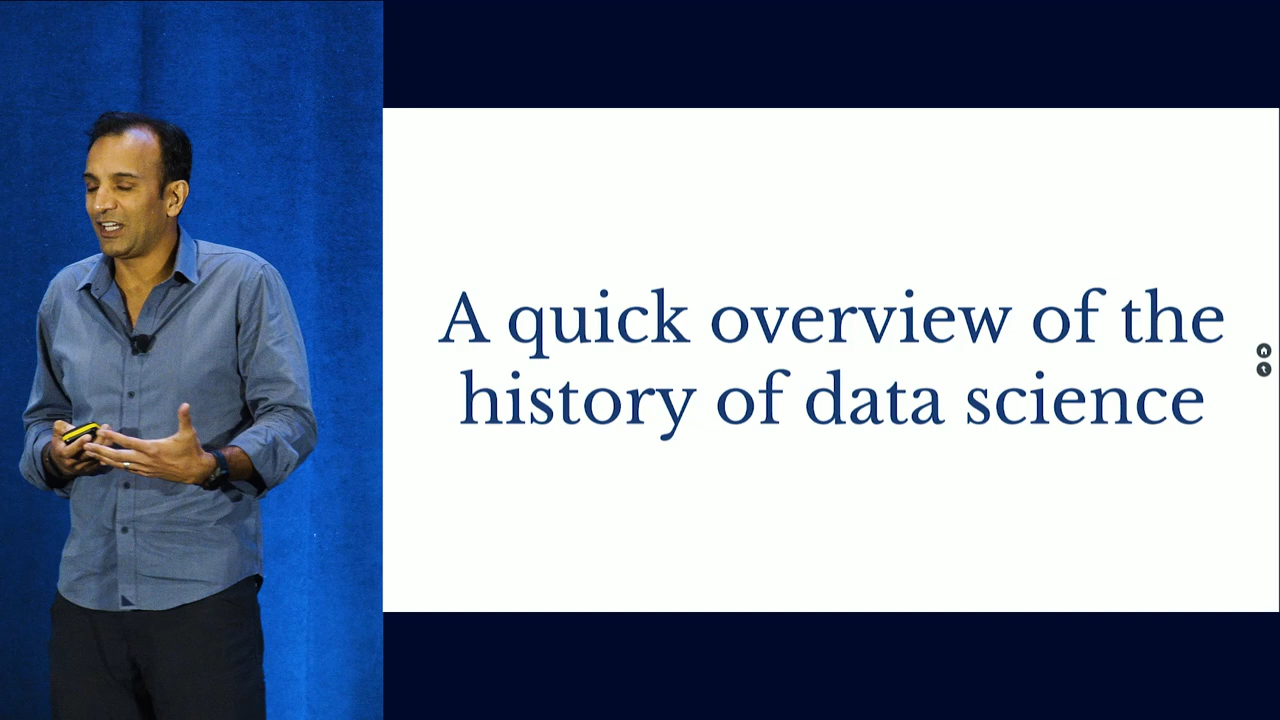 A quick overview of the
history of data science